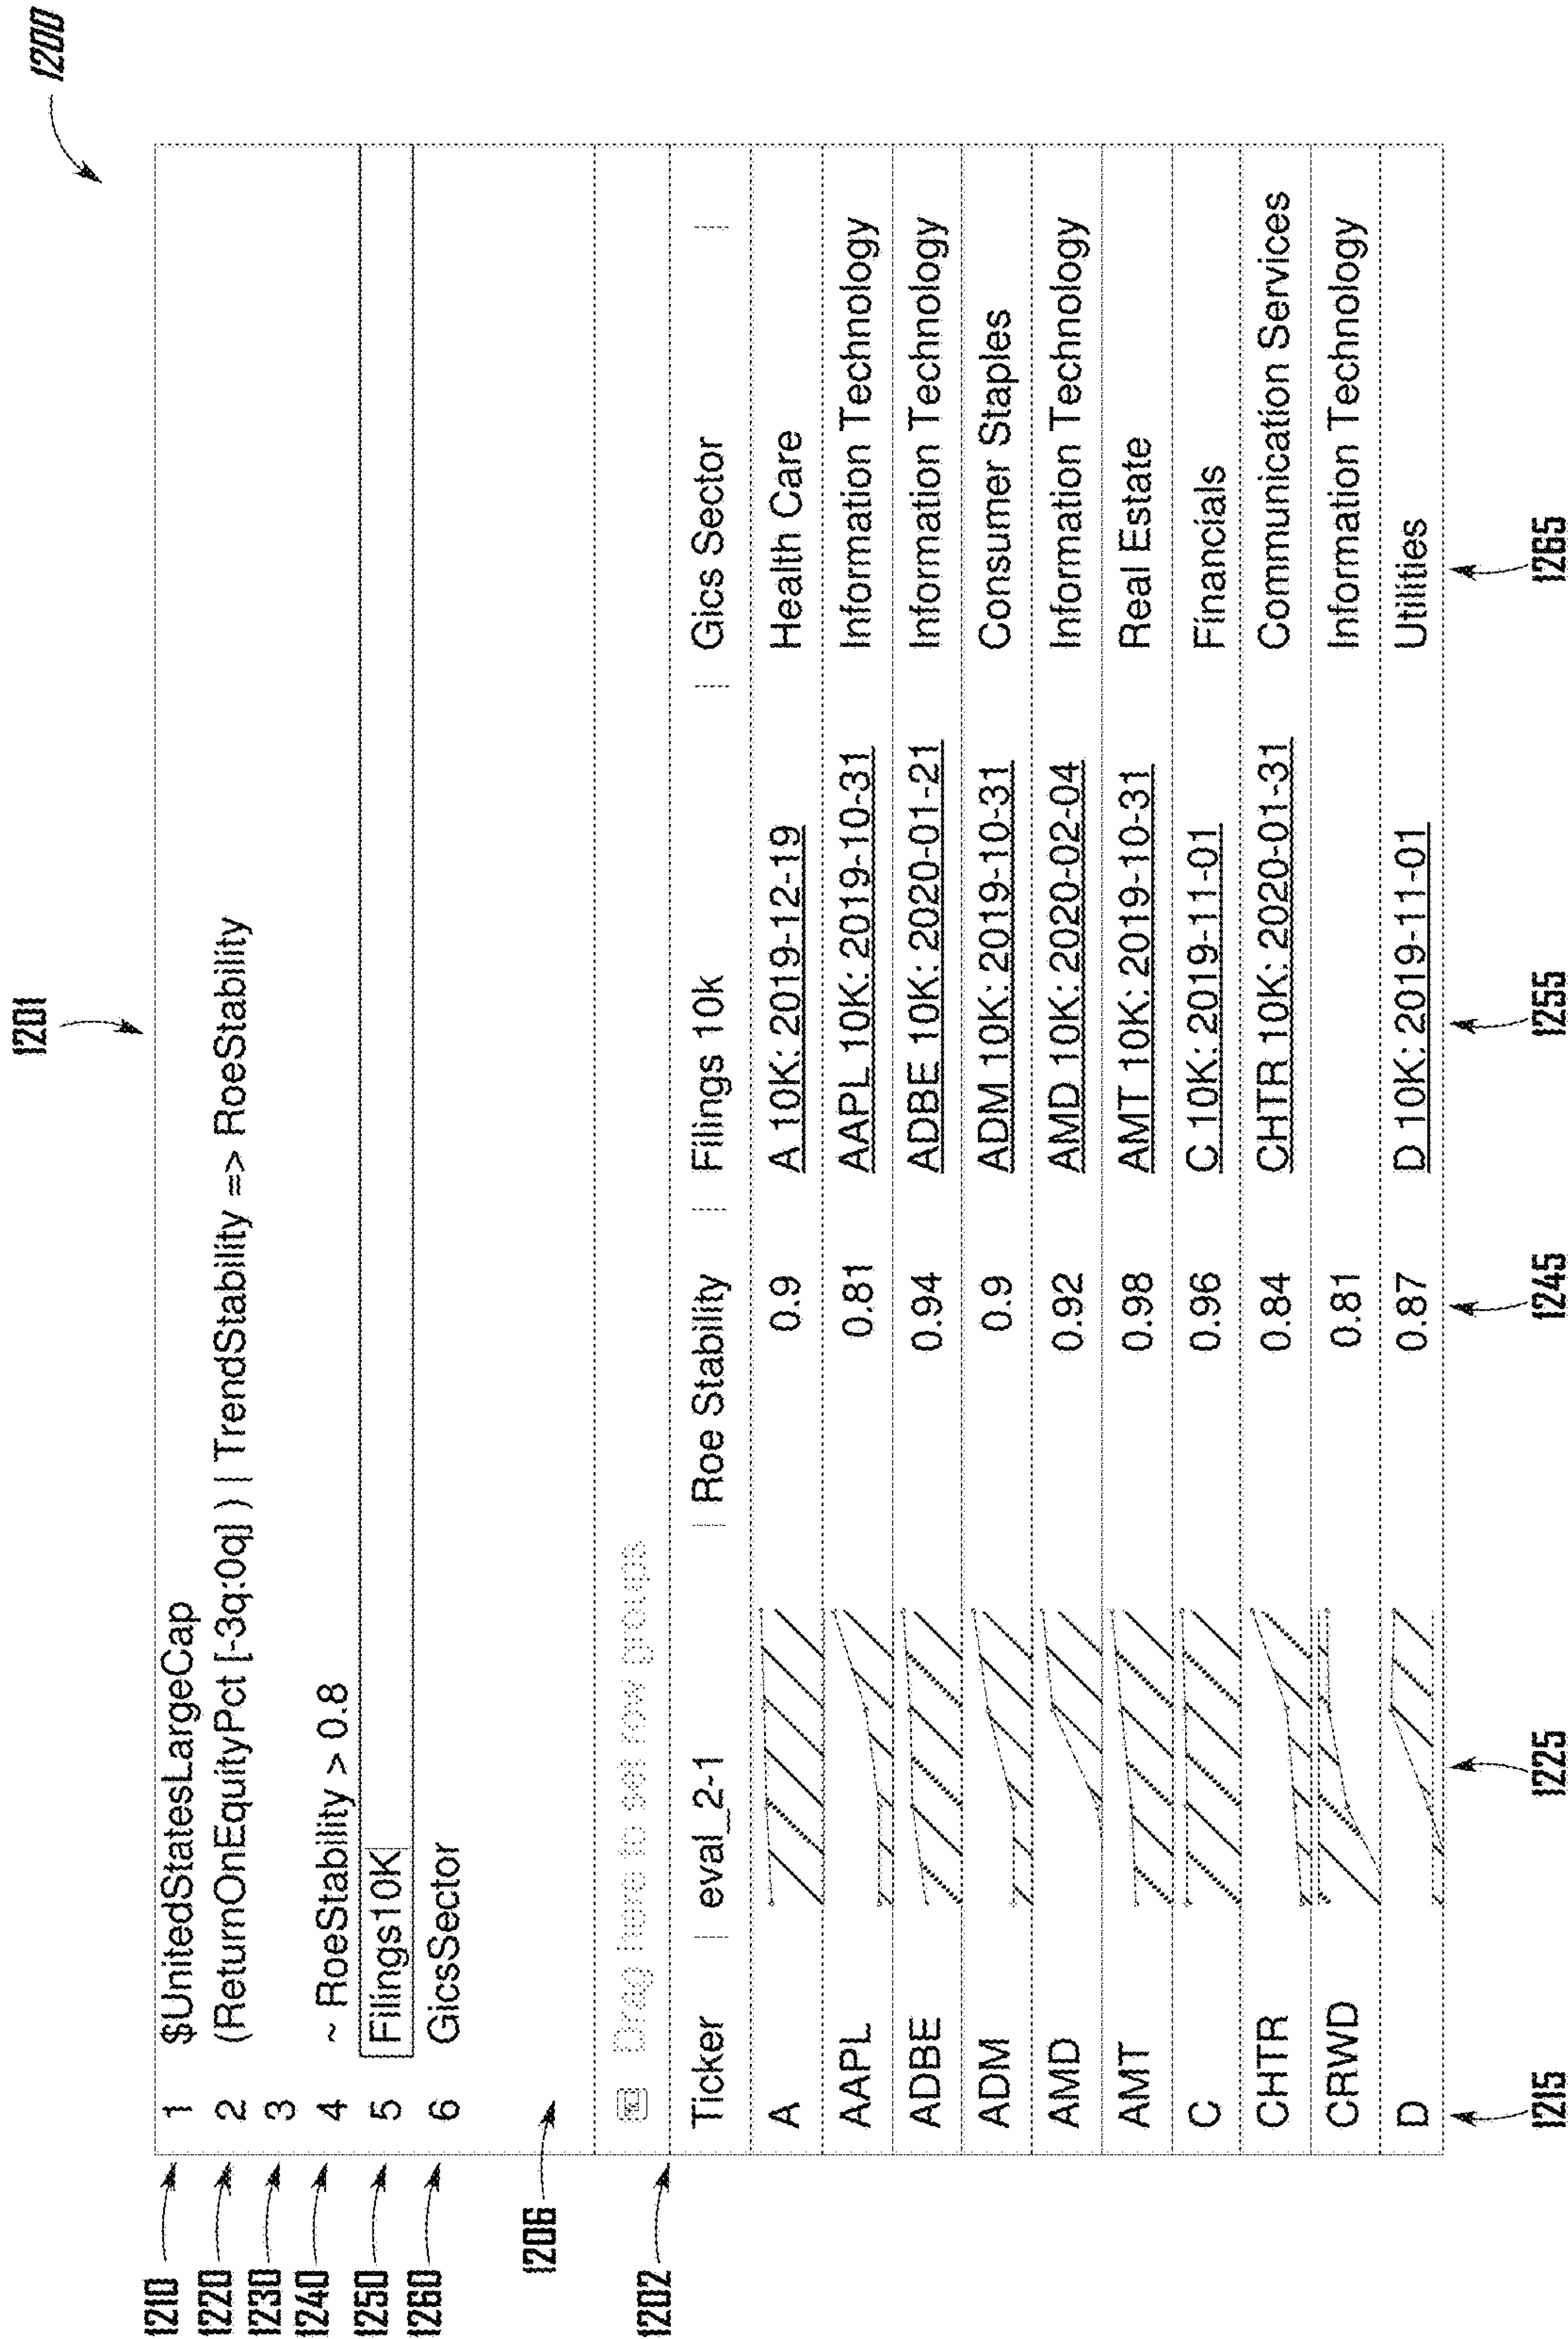 1200
1201
1210 1 $UnitedStatesLargeCap
1220 2 (ReturnOnEquityPct [-3q:0q] ) | TrendStability => RoeStability
1230 3
1240 4 ~ RoeStability > 0.8
1250 5 Filings10K
1260 6 GicsSector
1206
Drag here to set row groups
1202
Ticker | eval_2-1 | Roe Stability | Filings 10k | Gics Sector
A 0.9 A 10K: 2019-12-19 Health Care
AAPL 0.81 AAPL 10K: 2019-10-31 Information Technology
ADBE 0.94 ADBE 10K: 2020-01-21 Information Technology
ADM 0.9 ADM 10K: 2019-10-31 Consumer Staples
AMD 0.92 AMD 10K: 2020-02-04 Information Technology
AMT 0.98 AMT 10K: 2019-10-31 Real Estate
C 0.96 C 10K: 2019-11-01 Financials
CHTR 0.84 CHTR 10K: 2020-01-31 Communication Services
CRWD 0.81 Information Technology
D 0.87 D 10K: 2019-11-01 Utilities
1215 1225 1245 1255 1265